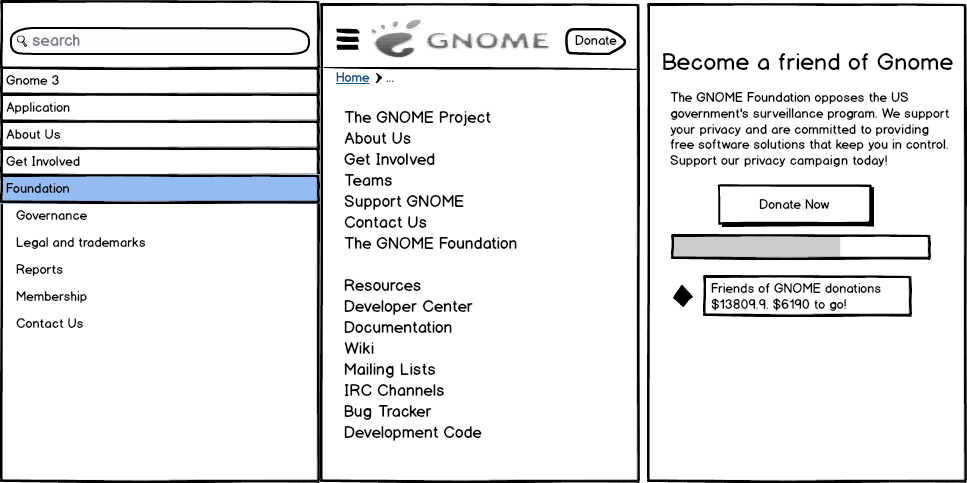 search
Gnome 3
Application
About Us
Get Involved
Foundation
Governance
Legal and trademarks
Reports
Membership
Contact Us
GNOME
Donate
Home ❯ ...
The GNOME Project
About Us
Get Involved
Teams
Support GNOME
Contact Us
The GNOME Foundation
Resources
Developer Center
Documentation
Wiki
Mailing Lists
IRC Channels
Bug Tracker
Development Code
Become a friend of Gnome
The GNOME Foundation opposes the US
government's surveillance program. We support
your privacy and are committed to providing
free software solutions that keep you in control.
Support our privacy campaign today!
Donate Now
Friends of GNOME donations
$13809.9. $6190 to go!